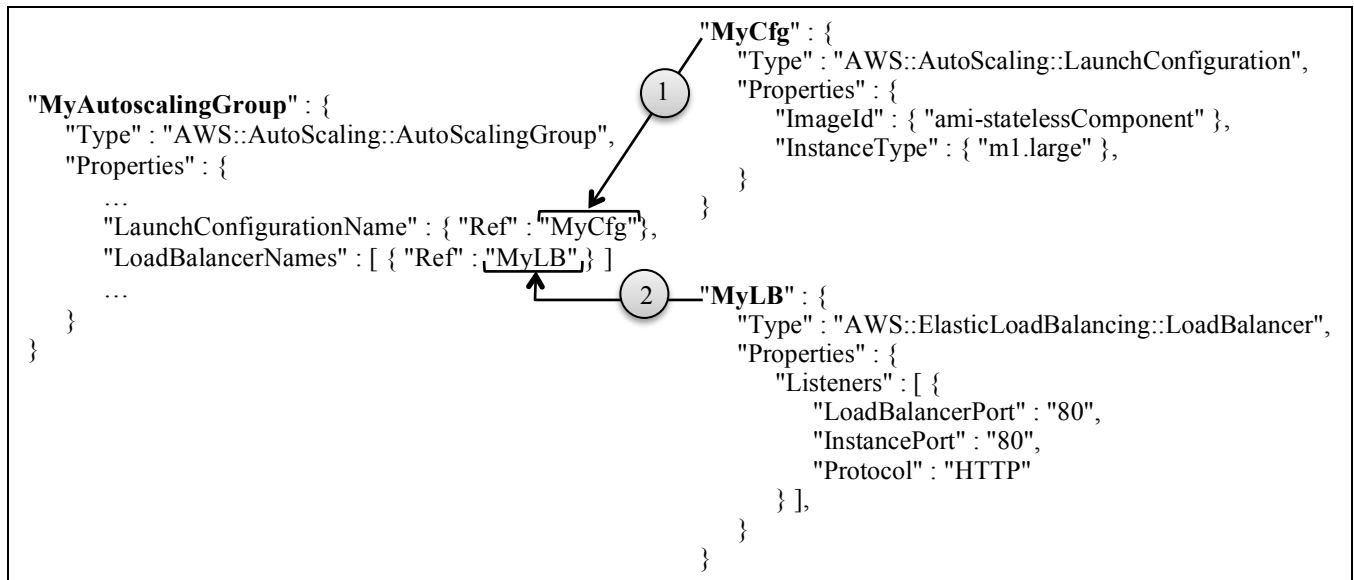 "MyAutoscalingGroup" : {
"Type" : "AWS::AutoScaling::AutoScalingGroup",
"Properties" : {
…
"LaunchConfigurationName" : { "Ref" : "MyCfg"},
"LoadBalancerNames" : [ { "Ref" : "MyLB" } ]
…
}
}
1
"MyCfg" : {
"Type" : "AWS::AutoScaling::LaunchConfiguration",
"Properties" : {
"ImageId" : { "ami-statelessComponent" },
"InstanceType" : { "m1.large" },
}
}
2
"MyLB" : {
"Type" : "AWS::ElasticLoadBalancing::LoadBalancer",
"Properties" : {
"Listeners" : [ {
"LoadBalancerPort" : "80",
"InstancePort" : "80",
"Protocol" : "HTTP"
} ],
}
}